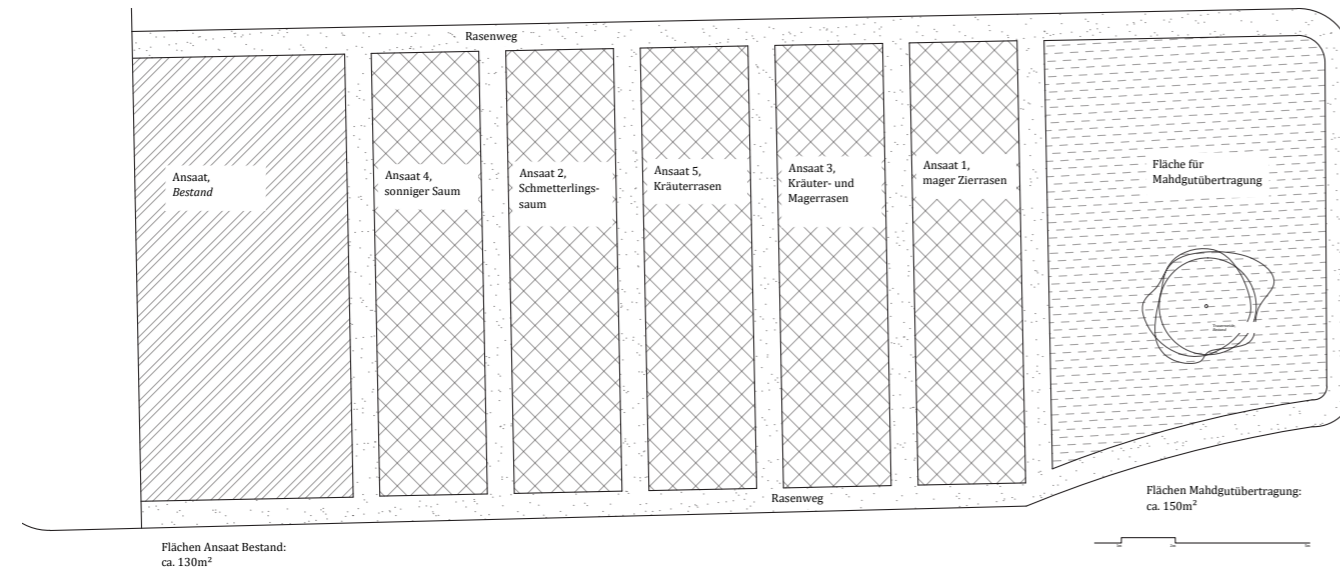 Rasenweg
Ansaat,
Bestand
Ansaat 4,
sonniger Saum
Ansaat 2,
Schmetterlings-
saum
Ansaat 5,
Kräuterrasen
Ansaat 3,
Kräuter- und
Magerrasen
Ansaat 1,
mager Zierrasen
Fläche für
Mahdgutübertragung
Rasenweg
Flächen Mahdgutübertragung:
ca. 150m²
Flächen Ansaat Bestand:
ca. 130m²